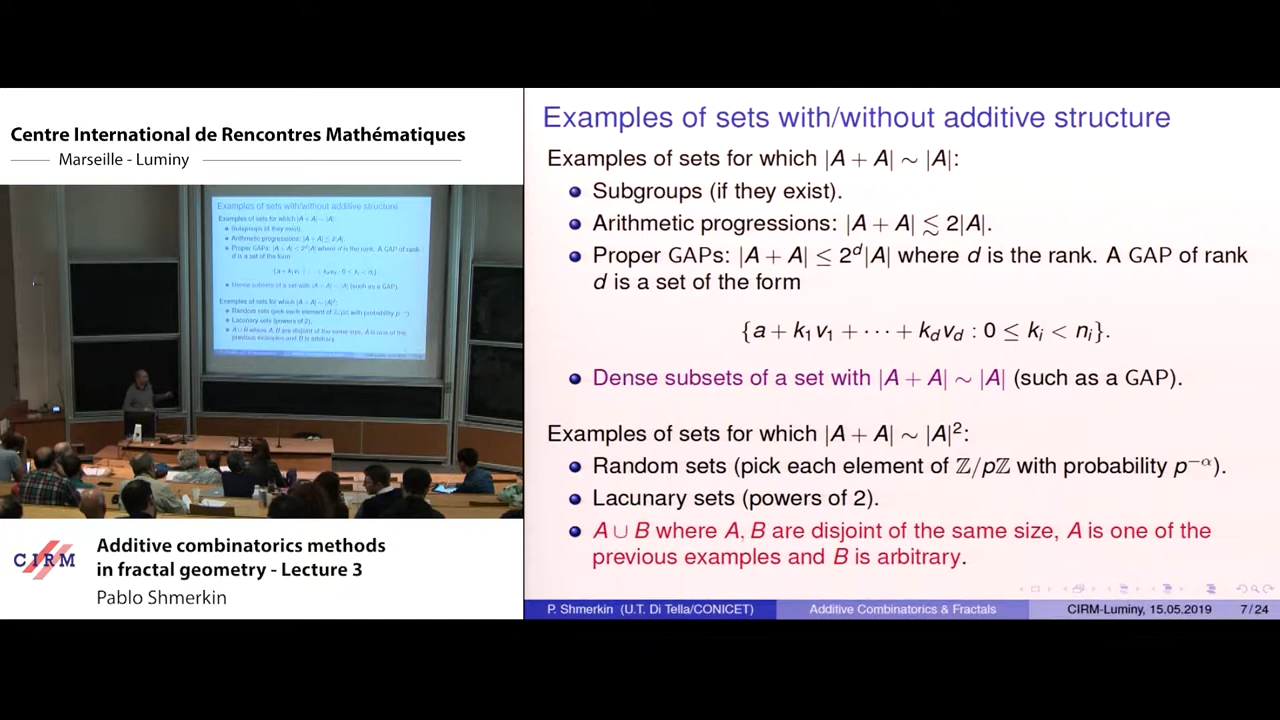 Centre International de Rencontres Mathématiques
Marseille - Luminy
Examples of sets with/without additive structure
Examples of sets for which |A + A| ∼ |A|:
Subgroups (if they exist).
Arithmetic progressions: |A + A| ≲ 2|A|.
Proper GAPs: |A + A| ≤ 2^d|A| where d is the rank. A GAP of rank
d is a set of the form
{a + k₁v₁ + ⋯ + k_d v_d : 0 ≤ k_i < n_i}.
Dense subsets of a set with |A + A| ∼ |A| (such as a GAP).
Examples of sets for which |A + A| ∼ |A|²:
Random sets (pick each element of ℤ/pℤ with probability p^{−α}).
Lacunary sets (powers of 2).
A ∪ B where A, B are disjoint of the same size, A is one of the
previous examples and B is arbitrary.
CIRM
Additive combinatorics methods
in fractal geometry - Lecture 3
Pablo Shmerkin
P. Shmerkin (U.T. Di Tella/CONICET)
Additive Combinatorics & Fractals
CIRM-Luminy, 15.05.2019
7 / 24